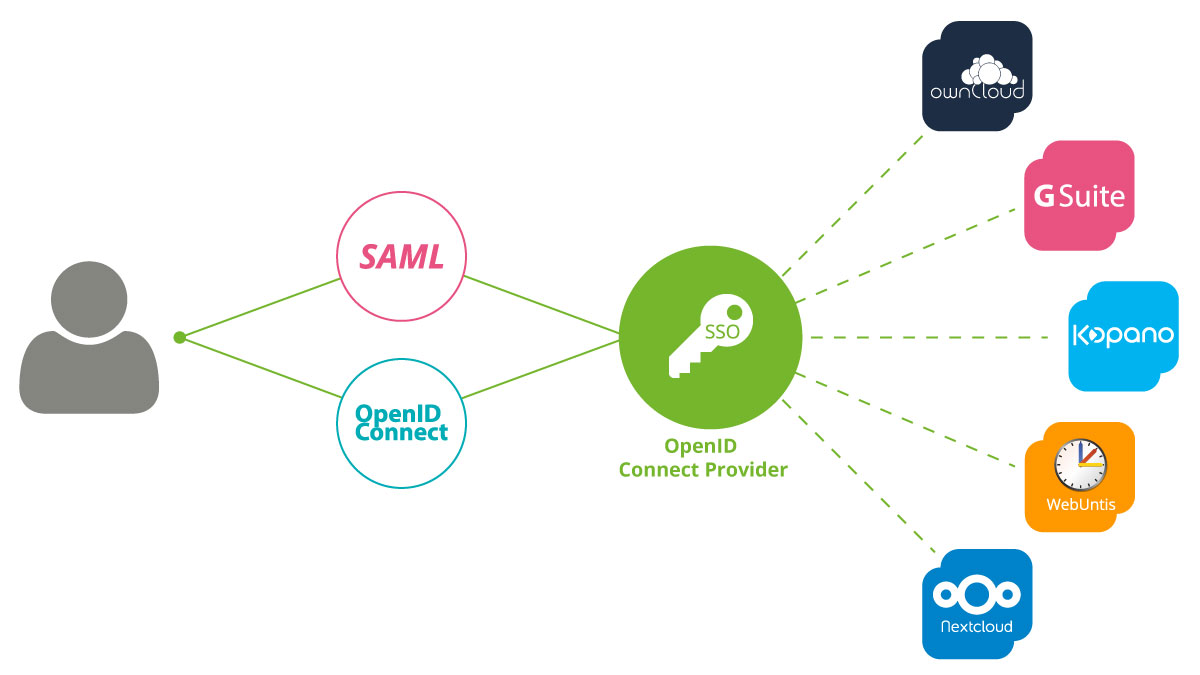 SAML
OpenID
Connect
SSO
OpenID
Connect Provider
ownCloud
G Suite
kopano
WebUntis
Nextcloud